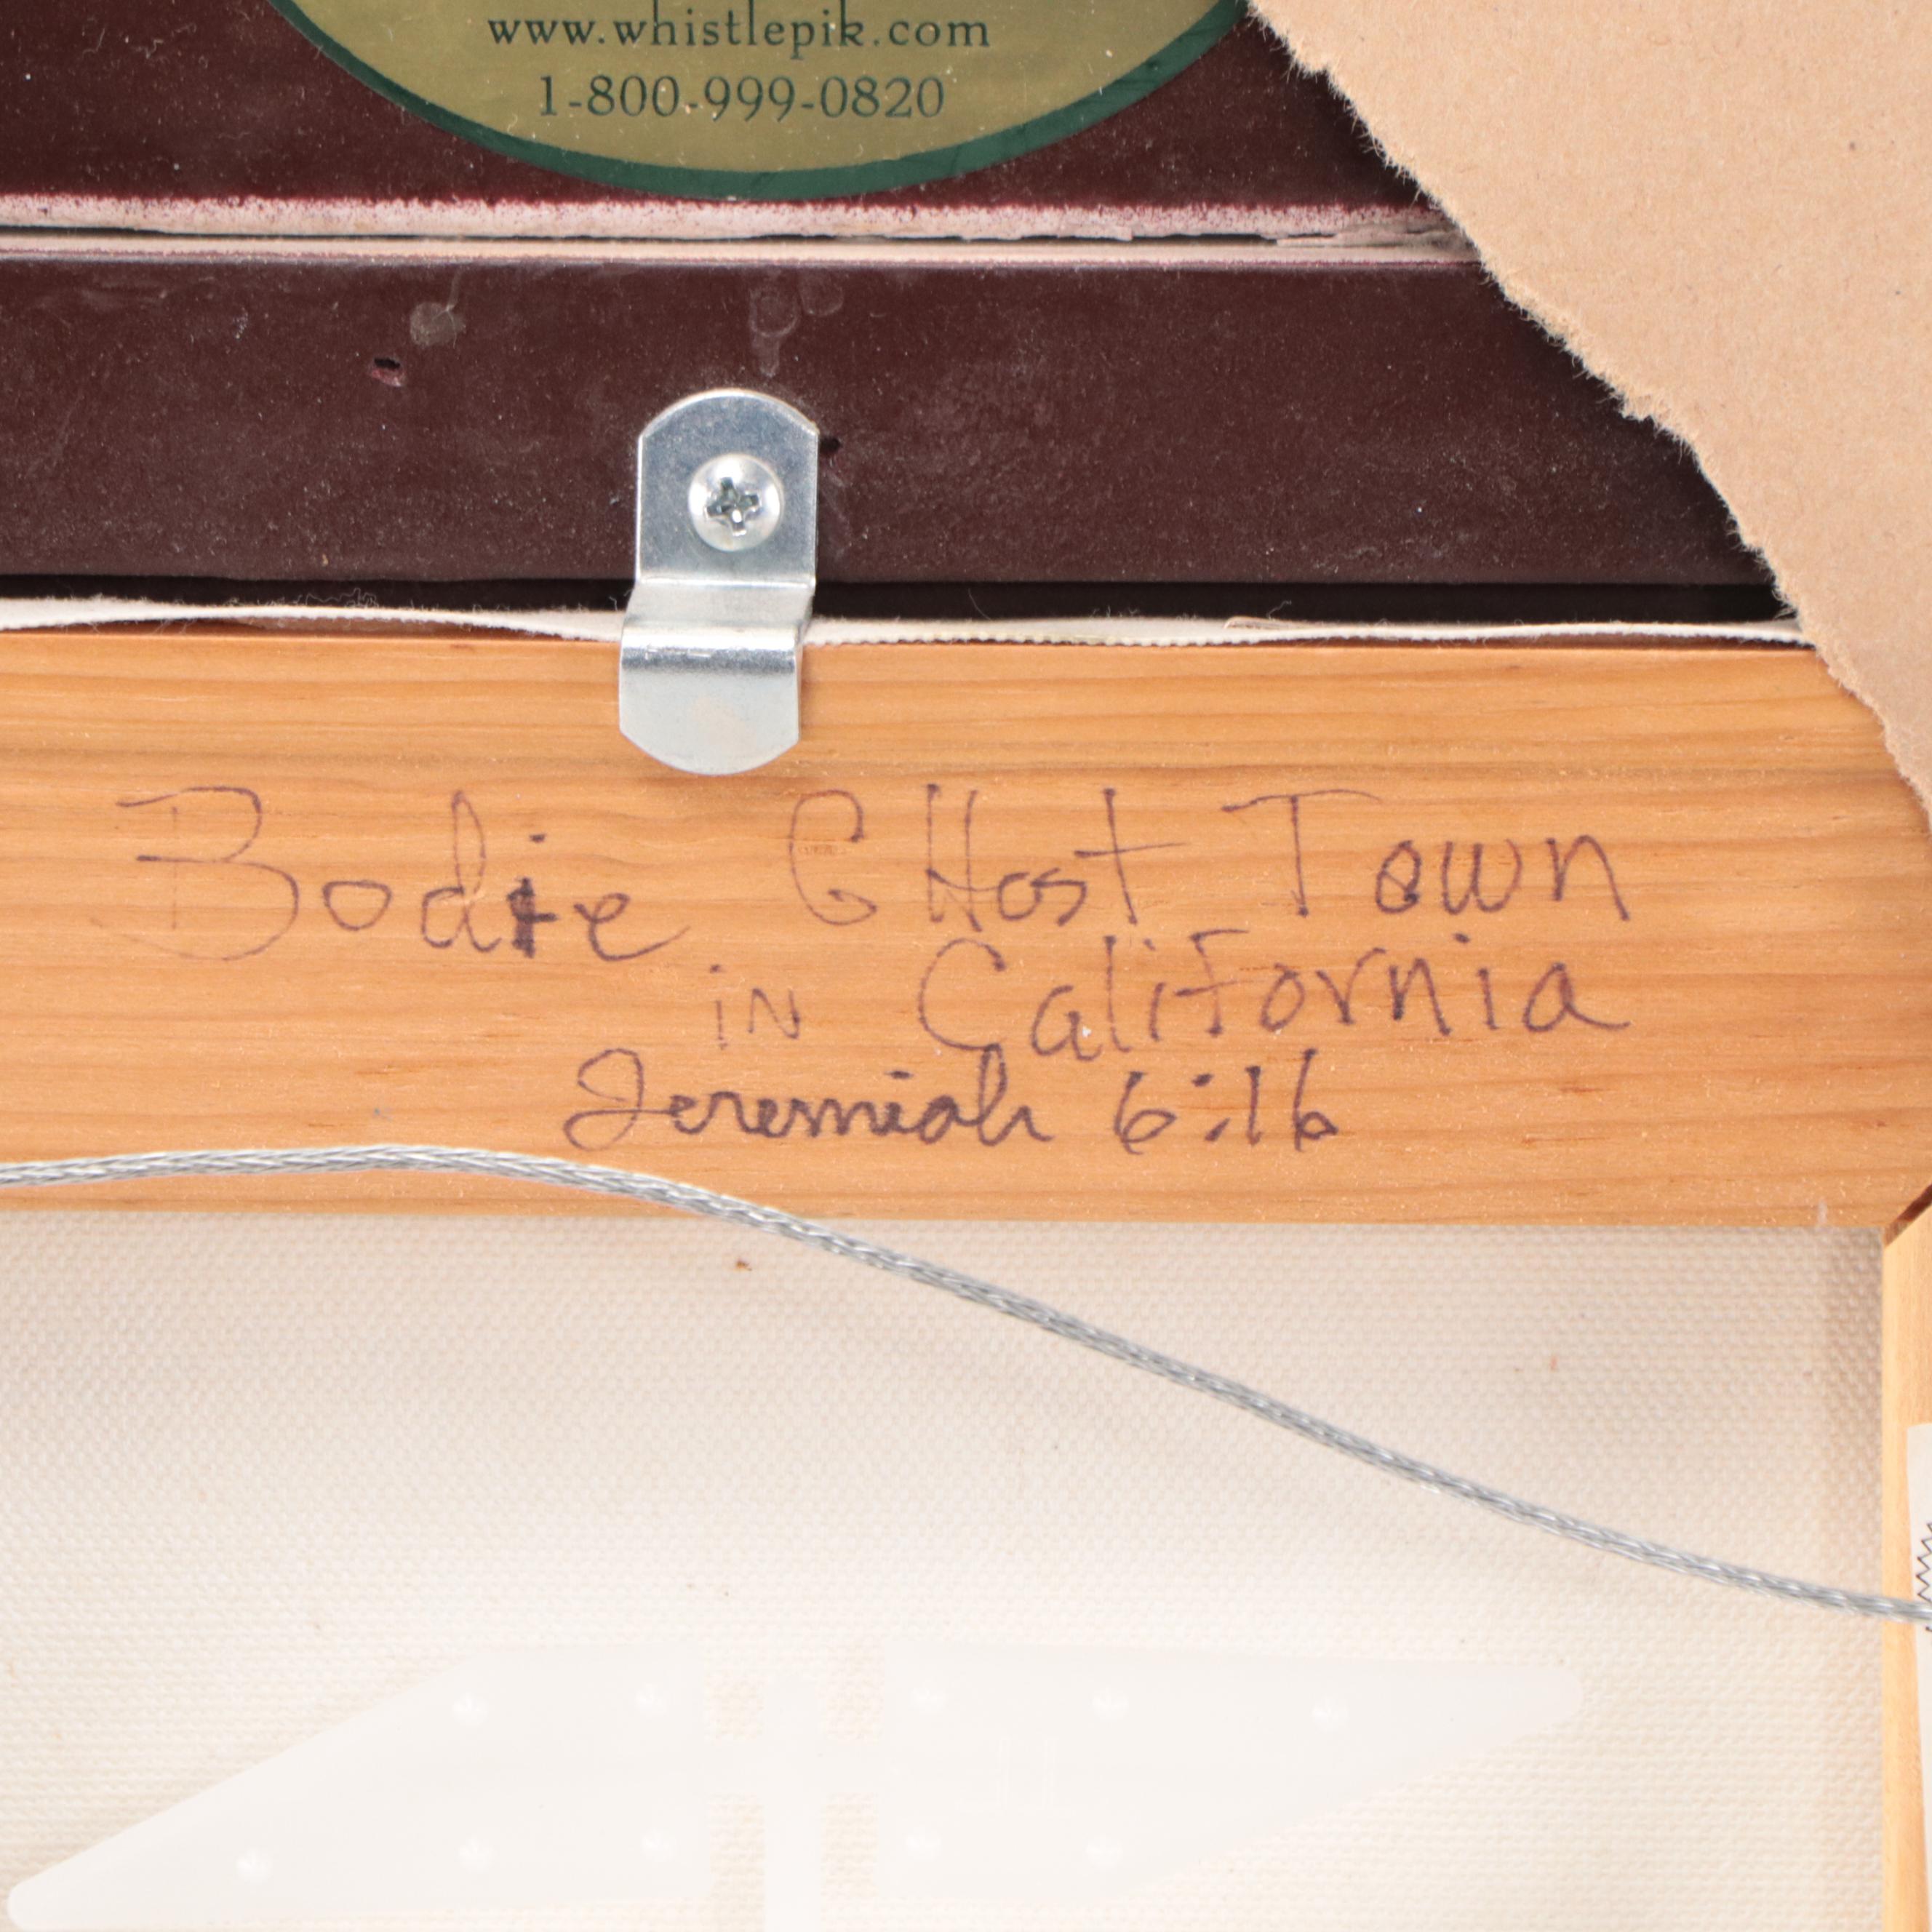 www.whistlepik.com
1-800-999-0820
Bodie GHost Town
in California
Jeremiah 6:16